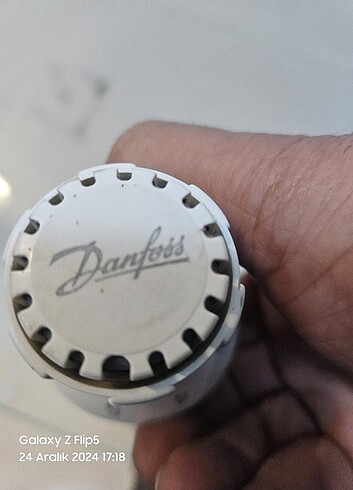 Danfoss
Galaxy Z Flip5
24 Aralık 2024 17:18